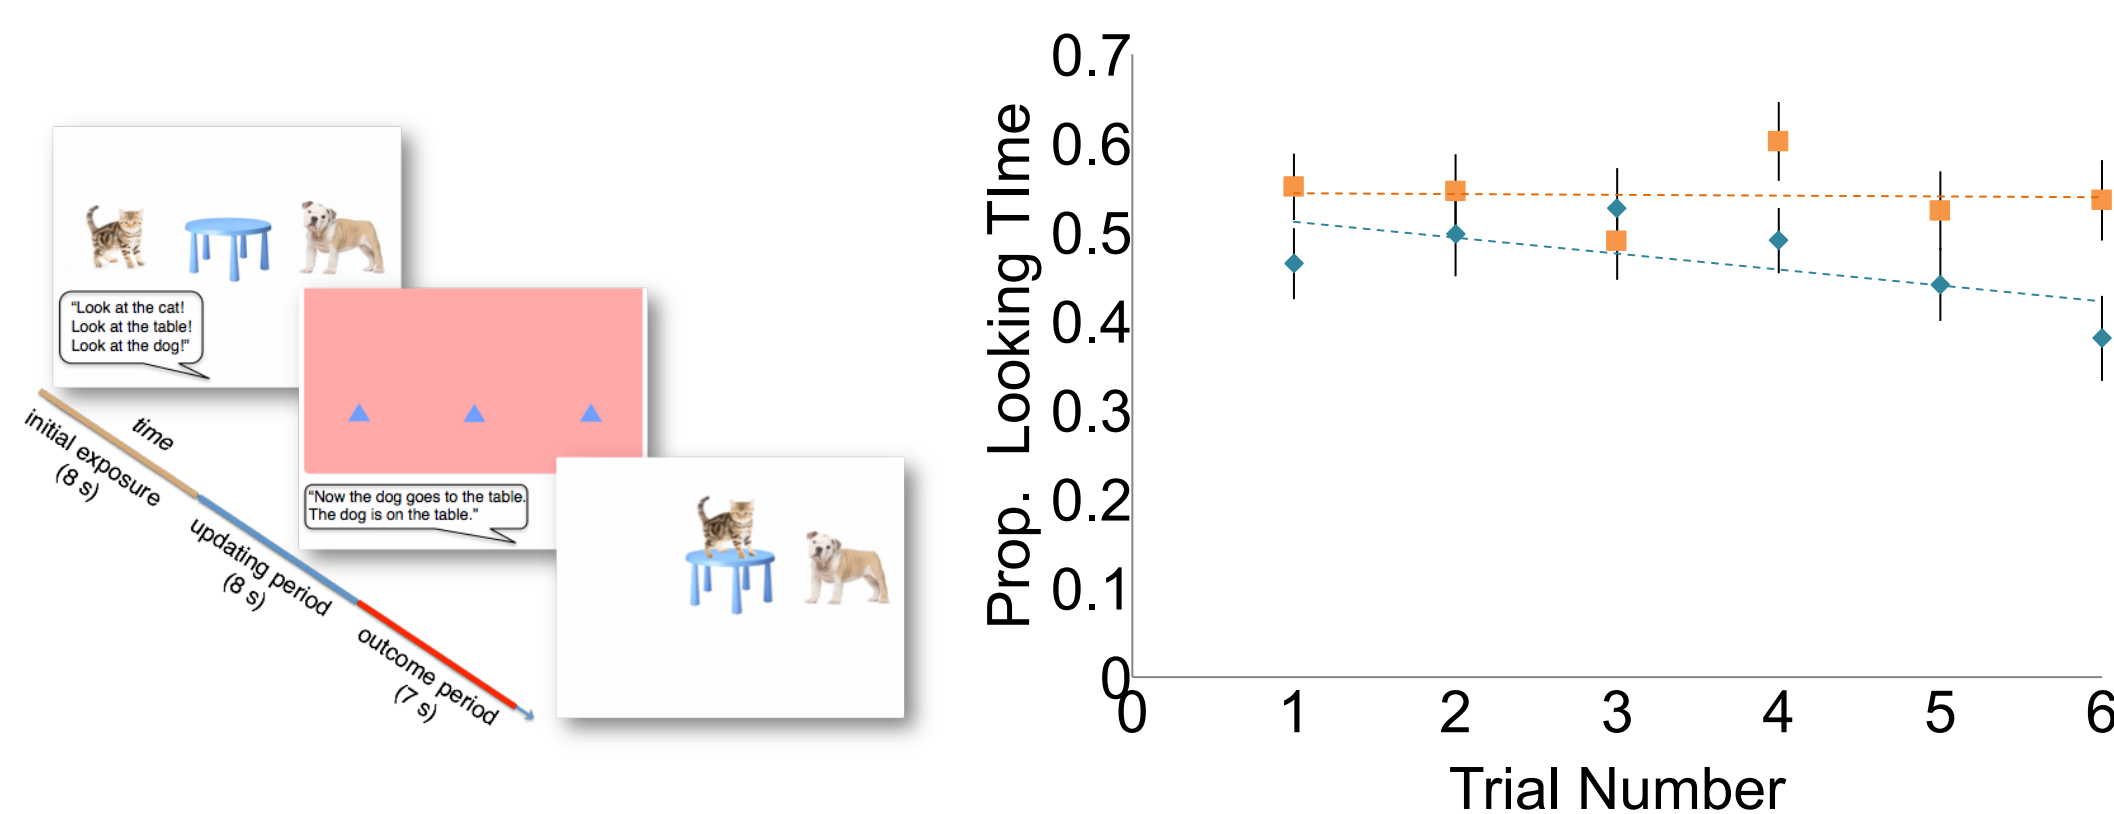 “Look at the cat!
Look at the table!
Look at the dog!”
time
initial exposure
(8 s)
“Now the dog goes to the table.
The dog is on the table.”
updating period
(8 s)
outcome period
(7 s)
Prop. Looking TIme
0.7
0.6
0.5
0.4
0.3
0.2
0.1
0
0 1 2 3 4 5 6
Trial Number